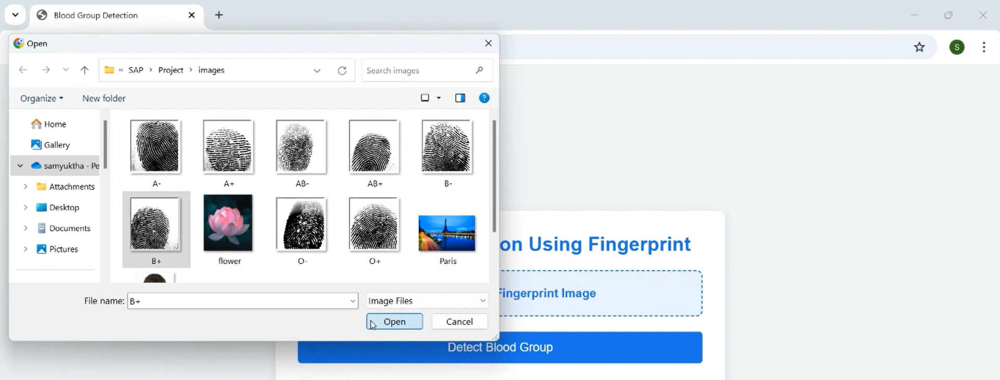 Blood Group Detection
Open
S
« SAP > Project > images
Search images
Organize
New folder
Home
Gallery
samyuktha - Pe
Attachments
Desktop
Documents
Pictures
A-
A+
AB-
AB+
B-
B+
flower
O-
O+
Paris
File name: B+
Image Files
Open
Cancel
on Using Fingerprint
Fingerprint Image
Detect Blood Group